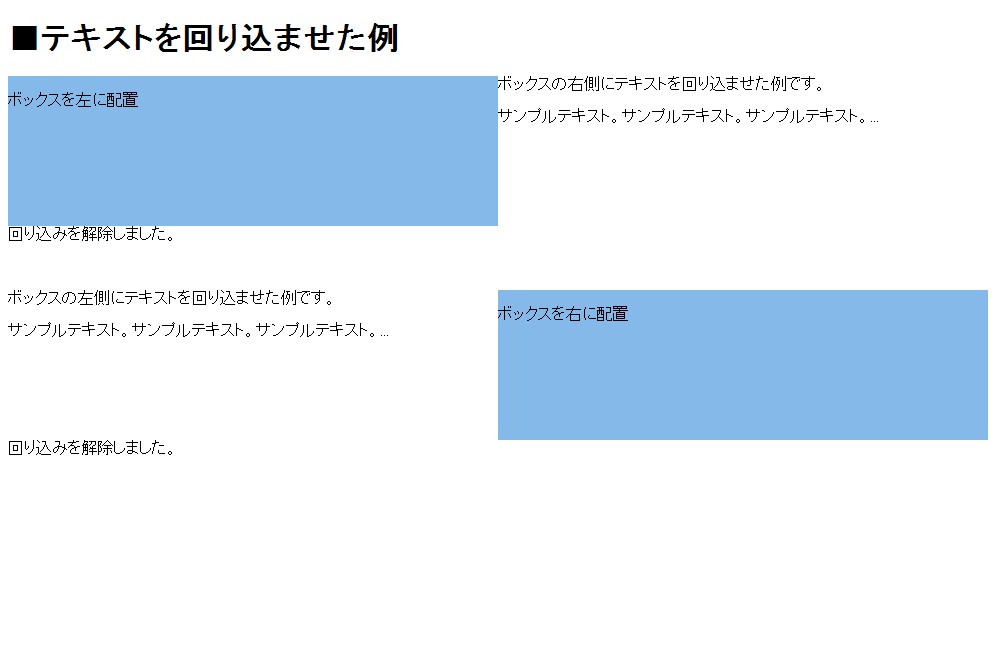 ■テキストを回り込ませた例
ボックスを左に配置
ボックスの右側にテキストを回り込ませた例です。
サンプルテキスト。サンプルテキスト。サンプルテキスト。...
回り込みを解除しました。
ボックスの左側にテキストを回り込ませた例です。
サンプルテキスト。サンプルテキスト。サンプルテキスト。...
ボックスを右に配置
回り込みを解除しました。